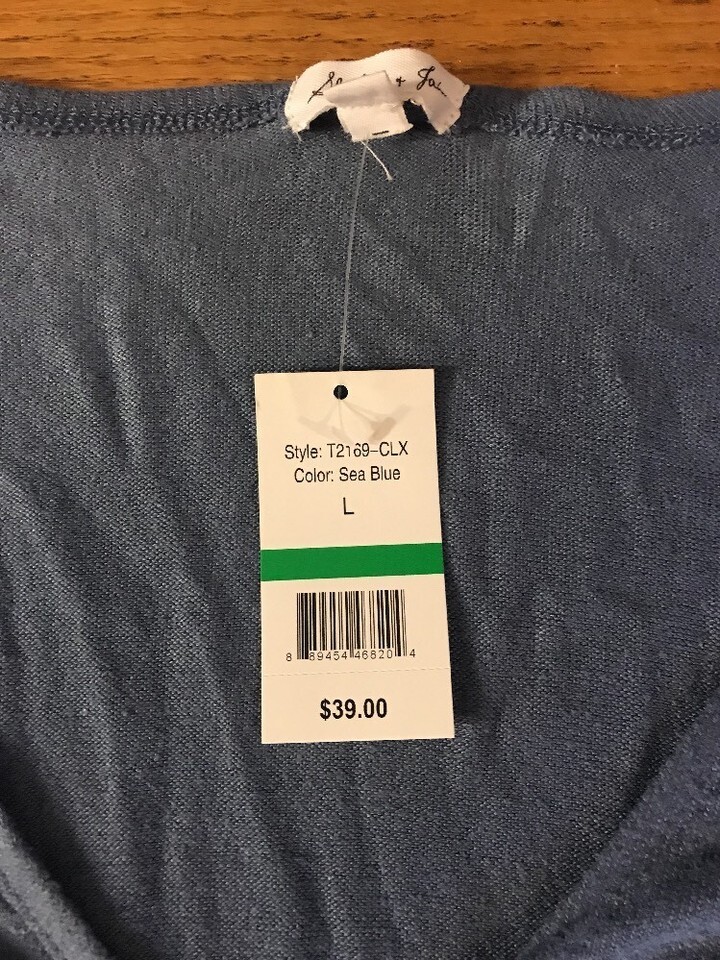 +
Style: T2169-CLX
Color: Sea Blue
L
8 89454 46820 4
$39.00